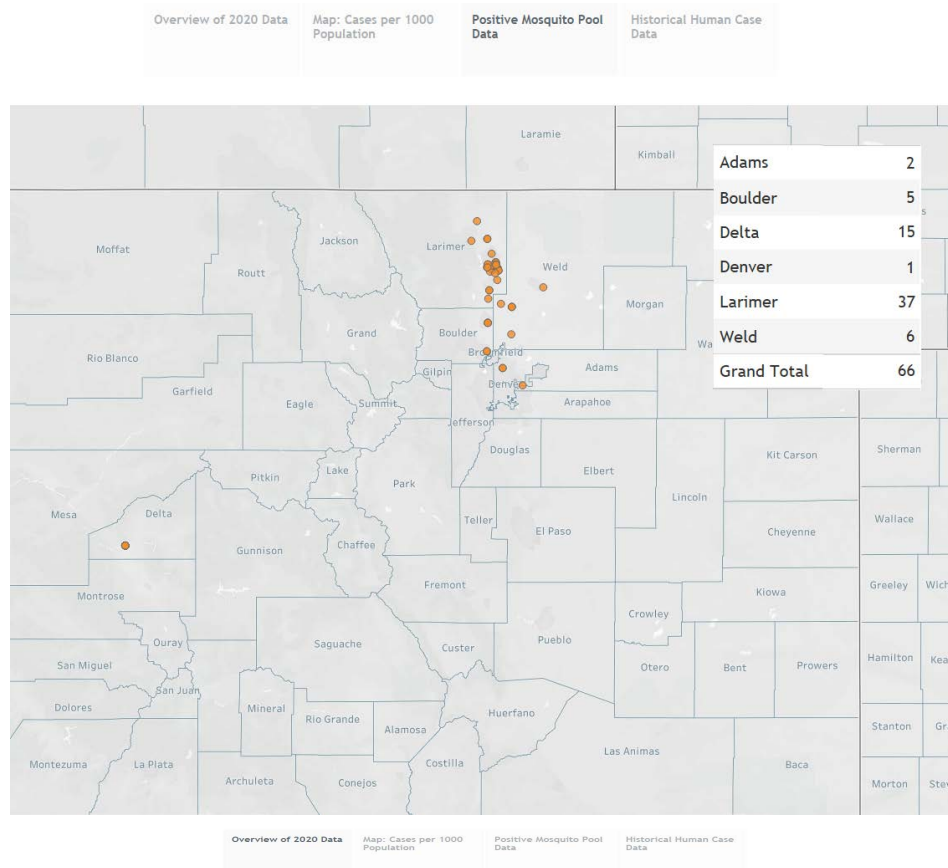 Overview of 2020 Data
Map: Cases per 1000
Population
Positive Mosquito Pool
Data
Historical Human Case
Data
Laramie
Kimball
Adams 2
Boulder 5
Delta 15
Denver 1
Larimer 37
Weld 6
Grand Total 66
Moffat
Routt
Jackson
Larimer
Weld
Morgan
Rio Blanco
Grand
Boulder
Broomfield
Gilpin
Adams
Garfield
Eagle
Summit
Arapahoe
Jefferson
Douglas
Elbert
Kit Carson
Sherman
Pitkin
Lake
Park
Lincoln
Mesa
Delta
Gunnison
Chaffee
Teller
El Paso
Cheyenne
Wallace
Montrose
Fremont
Kiowa
Greeley
Crowley
Ouray
Saguache
Custer
Pueblo
San Miguel
Otero
Bent
Prowers
Hamilton
San Juan
Dolores
Mineral
Rio Grande
Alamosa
Huerfano
Stanton
Montezuma
La Plata
Costilla
Las Animas
Baca
Archuleta
Conejos
Morton
Overview of 2020 Data
Map: Cases per 1000
Population
Positive Mosquito Pool
Data
Historical Human Case
Data